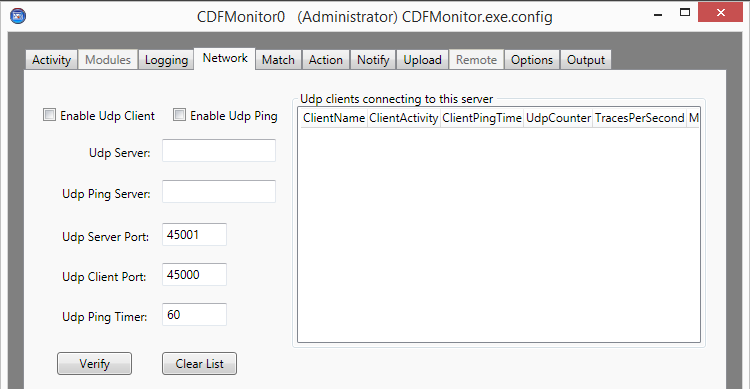 CDFMonitor0 (Administrator) CDFMonitor.exe.config
Activity Modules Logging Network Match Action Notify Upload Remote Options Output
Enable Udp Client Enable Udp Ping
Udp Server:
Udp Ping Server:
Udp Server Port: 45001
Udp Client Port: 45000
Udp Ping Timer: 60
Verify Clear List
Udp clients connecting to this server
ClientName ClientActivity ClientPingTime UdpCounter TracesPerSecond M